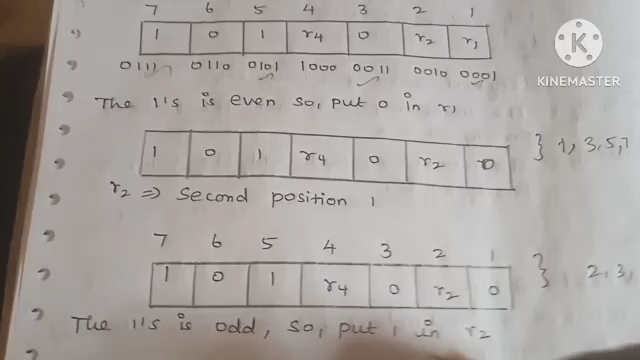 7 6 5 4 3 2 1
1 0 1 r4 0 r2 r1
0111 0110 0101 1000 0011 0010 0001
KINEMASTER
The 1's is even so, put 0 in r1
1 0 1 r4 0 r2 0 } 1, 3, 5, 7
r2 => Second position 1
7 6 5 4 3 2 1
1 0 1 r4 0 r2 0 } 2, 3,
The 1's is odd, so, put 1 in r2